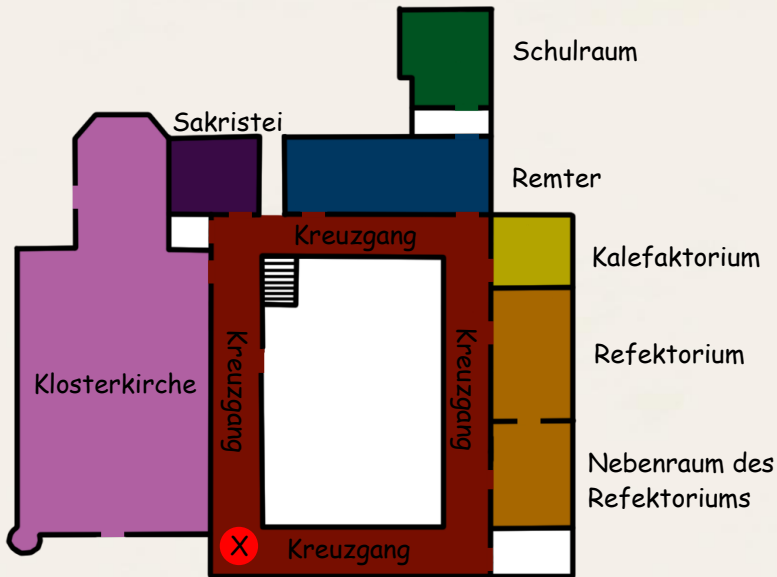 Schulraum
Sakristei
Remter
Kreuzgang
Kalefaktorium
Kreuzgang
Kreuzgang
Refektorium
Klosterkirche
Nebenraum des
Refektoriums
X
Kreuzgang